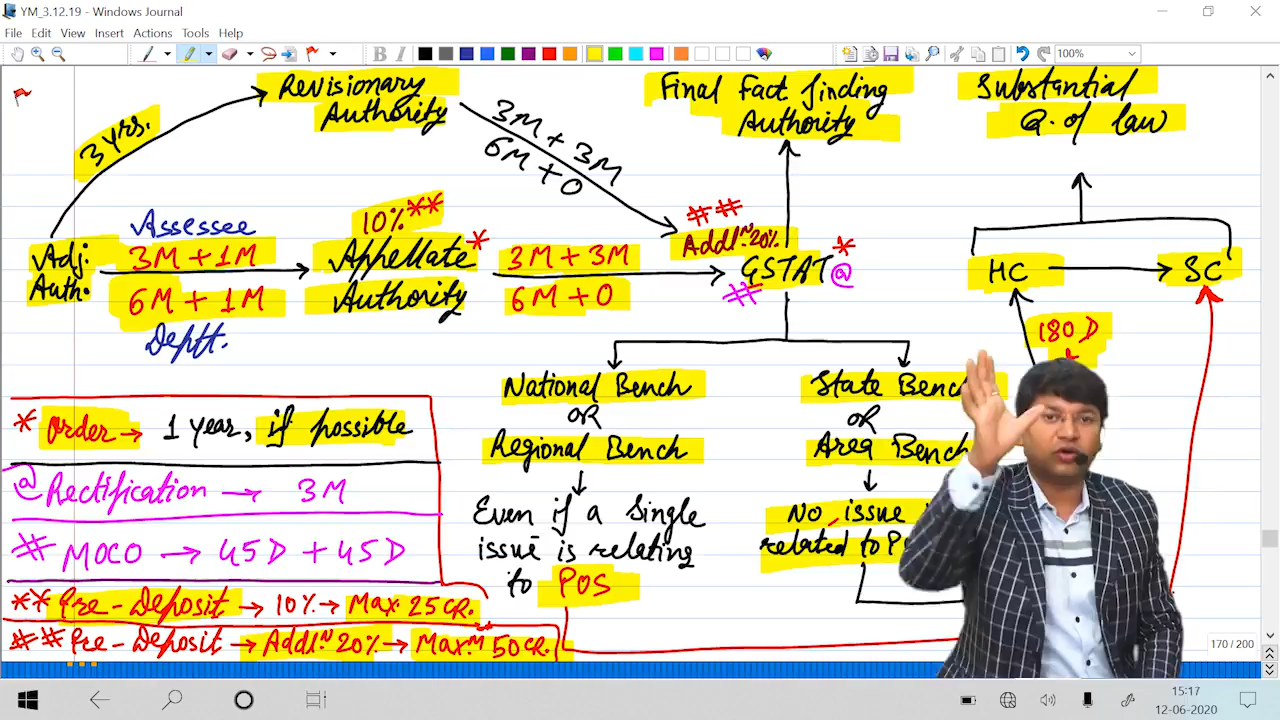 YM_3.12.19 - Windows Journal
File Edit View Insert Actions Tools Help
100%
Revisionary
Authority
Final Fact finding
Authority
Substantial
Q. of law
3 yrs.
3M + 3M
6M + 0
Assessee
10%**
## Addl.ᴺ 20%
Adj.
Auth.
3M + 1M
6M + 1M
Deptt.
Appellate*
Authority
3M + 3M
6M + 0
GSTAT*
#
@
HC
SC
180 D
+
National Bench
OR
Regional Bench
State Bench
OR
Area Bench
Even if a Single
issue is relating
to POS
No, issue
related to
* Order → 1 year, if possible
@ Rectification → 3M
# MOCO → 45D + 45D
** Pre-Deposit → 10% → Max. 25 CR.
## Pre-Deposit → Addl.ᴺ 20% → Max.ᴹ 50 CR.
170 / 200
15:17
12-06-2020